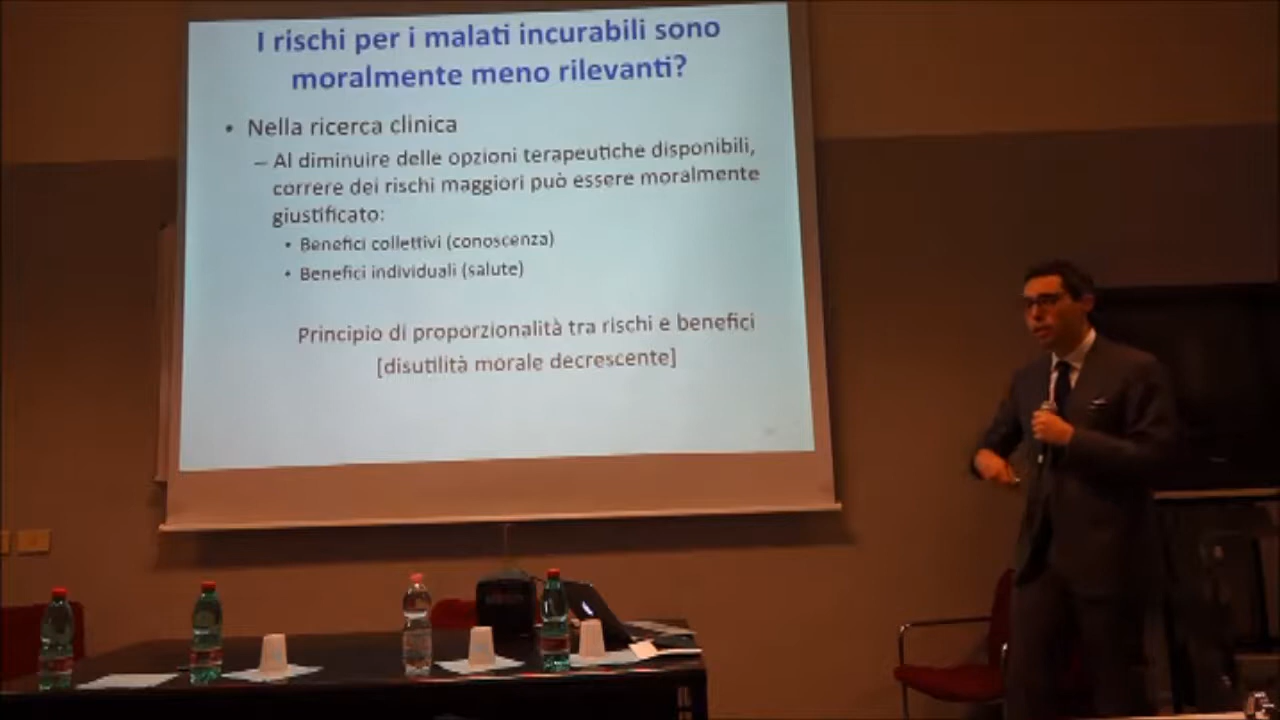 I rischi per i malati incurabili sono
moralmente meno rilevanti?
• Nella ricerca clinica
– Al diminuire delle opzioni terapeutiche disponibili,
correre dei rischi maggiori può essere moralmente
giustificato:
• Benefici collettivi (conoscenza)
• Benefici individuali (salute)
Principio di proporzionalità tra rischi e benefici
[disutilità morale decrescente]